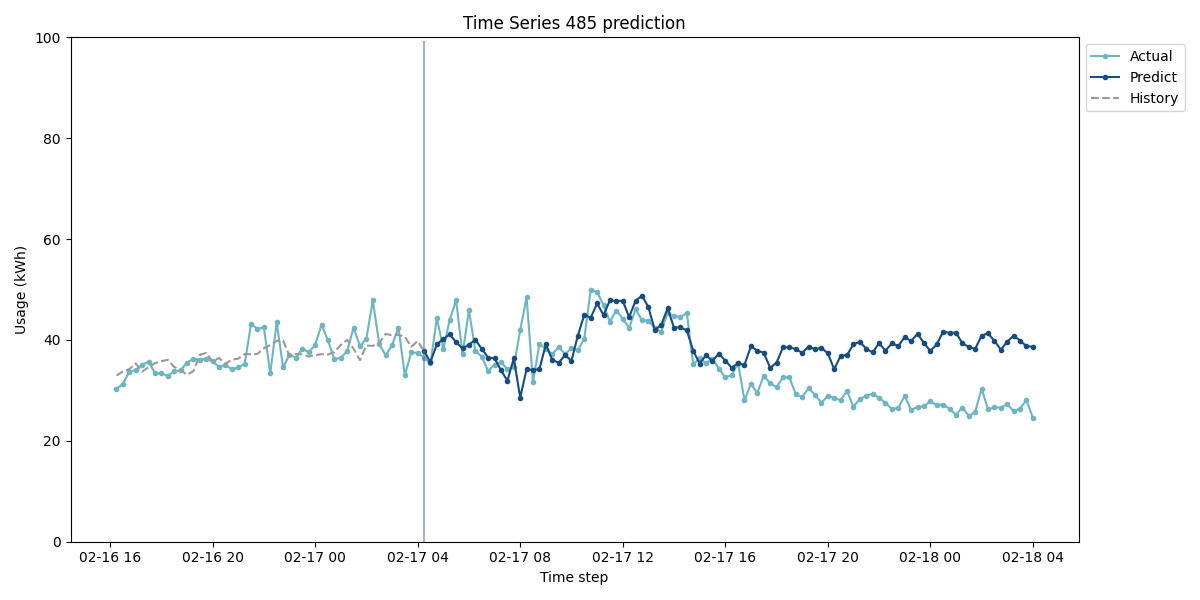 Time Series 485 prediction
Usage (kWh)
100
80
60
40
20
0
02-16 16
02-16 20
02-17 00
02-17 04
02-17 08
02-17 12
02-17 16
02-17 20
02-18 00
02-18 04
Time step
Actual
Predict
History